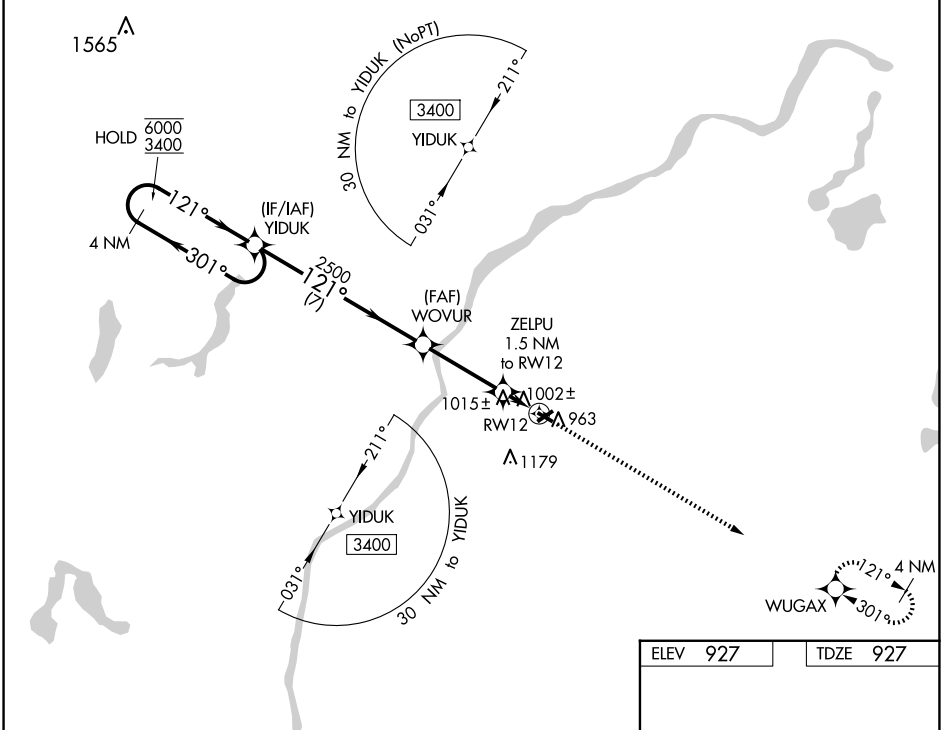 1565
30 NM to YIDUK (NoPT)
211°
3400
YIDUK
031°
HOLD 6000
3400
4 NM
121°
301°
(IF/IAF)
YIDUK
2500
121°
(7)
(FAF)
WOVUR
ZELPU
1.5 NM
to RW12
1015± 1002±
RW12
963
1179
211°
YIDUK
3400
031°
30 NM to YIDUK
4 NM
121°
301°
WUGAX
ELEV 927
TDZE 927